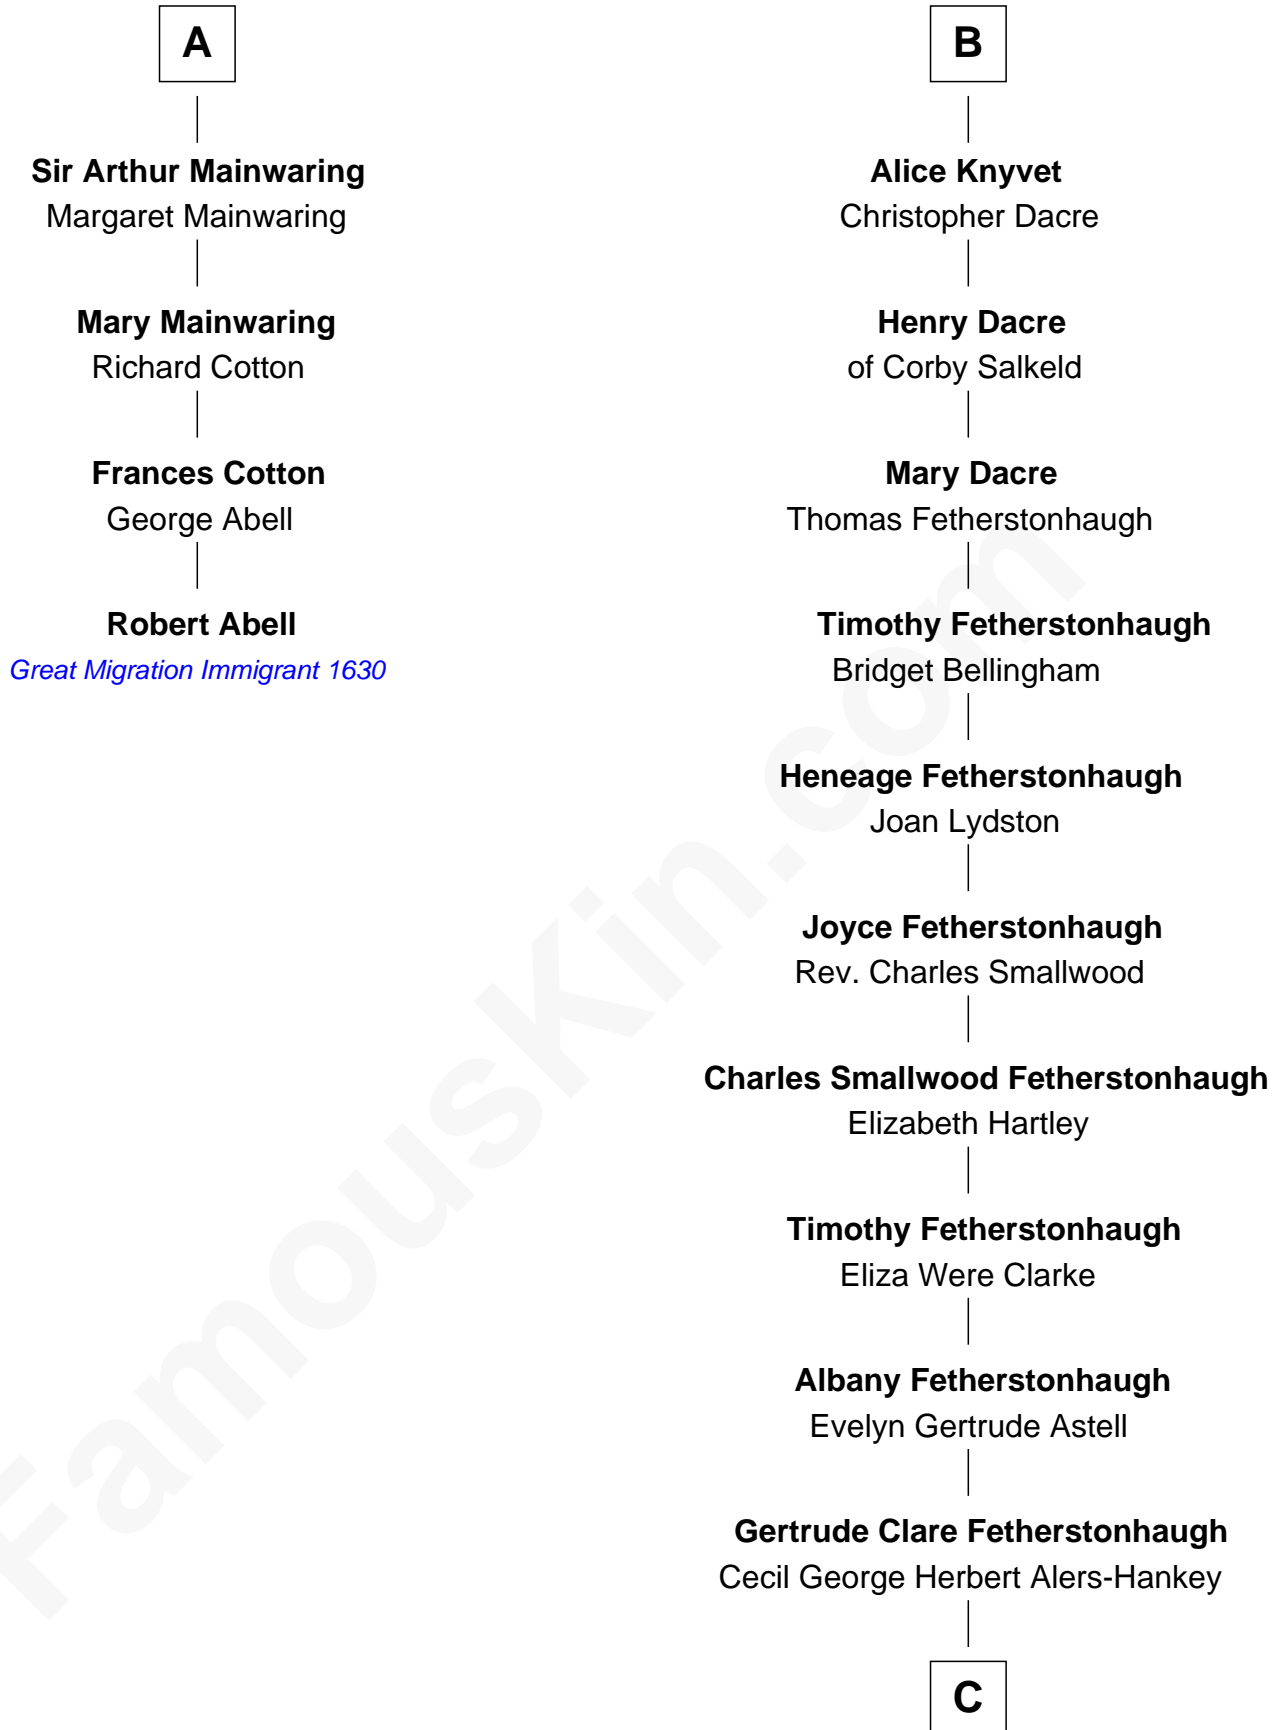 A
Sir Arthur Mainwaring
Margaret Mainwaring
Mary Mainwaring
Richard Cotton
Frances Cotton
George Abell
Robert Abell
Great Migration Immigrant 1630
B
Alice Knyvet
Christopher Dacre
Henry Dacre
of Corby Salkeld
Mary Dacre
Thomas Fetherstonhaugh
Timothy Fetherstonhaugh
Bridget Bellingham
Heneage Fetherstonhaugh
Joan Lydston
Joyce Fetherstonhaugh
Rev. Charles Smallwood
Charles Smallwood Fetherstonhaugh
Elizabeth Hartley
Timothy Fetherstonhaugh
Eliza Were Clarke
Albany Fetherstonhaugh
Evelyn Gertrude Astell
Gertrude Clare Fetherstonhaugh
Cecil George Herbert Alers-Hankey
C
FamousKin.com